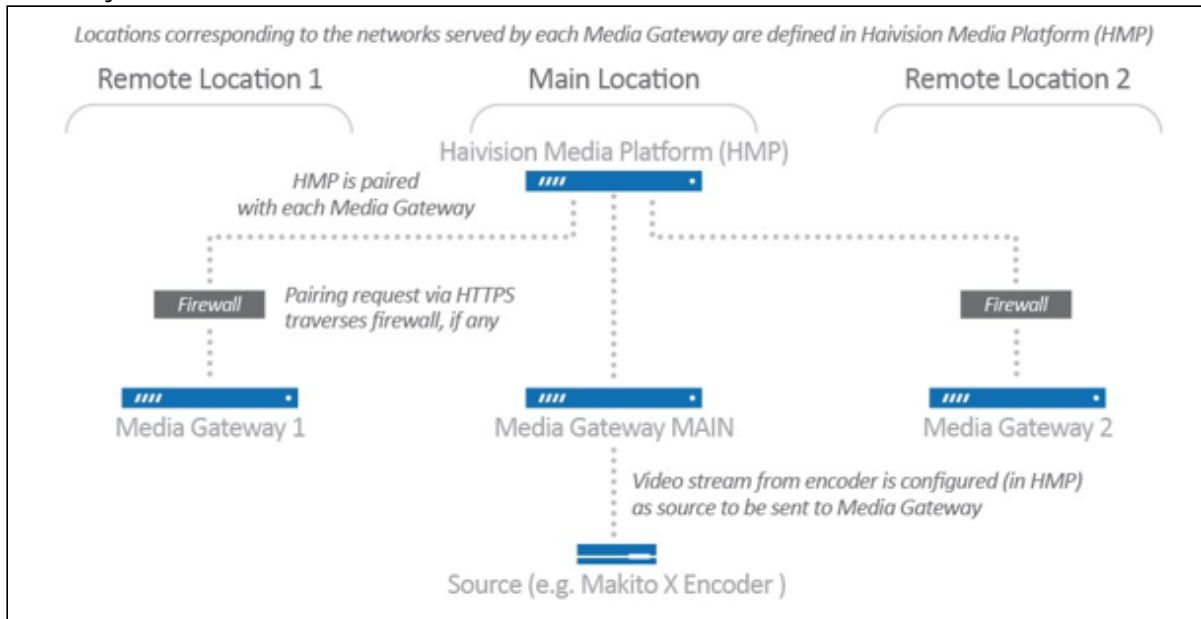 Locations corresponding to the networks served by each Media Gateway are defined in Haivision Media Platform (HMP)
Remote Location 1
Main Location
Remote Location 2
Haivision Media Platform (HMP)
HMP is paired
with each Media Gateway
Firewall
Pairing request via HTTPS
traverses firewall, if any
Firewall
Media Gateway 1
Media Gateway MAIN
Media Gateway 2
Video stream from encoder is configured (in HMP)
as source to be sent to Media Gateway
Source (e.g. Makito X Encoder )